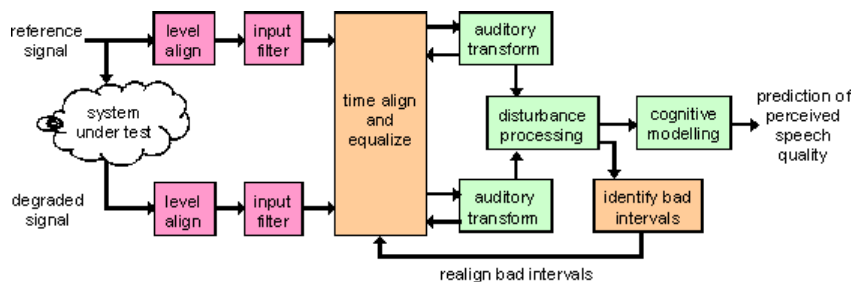 reference
signal
level
align
input
filter
time align
and
equalize
auditory
transform
system
under test
disturbance
processing
cognitive
modelling
prediction of
perceived
speech
quality
degraded
signal
level
align
input
filter
auditory
transform
identify bad
intervals
realign bad intervals